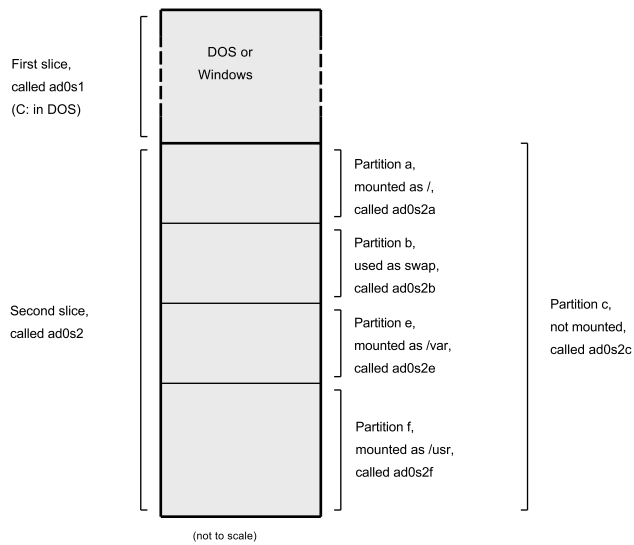 DOS or
Windows
First slice,
called ad0s1
(C: in DOS)
Partition a,
mounted as /,
called ad0s2a
Partition b,
used as swap,
called ad0s2b
Second slice,
called ad0s2
Partition c,
not mounted,
called ad0s2c
Partition e,
mounted as /var,
called ad0s2e
Partition f,
mounted as /usr,
called ad0s2f
(not to scale)